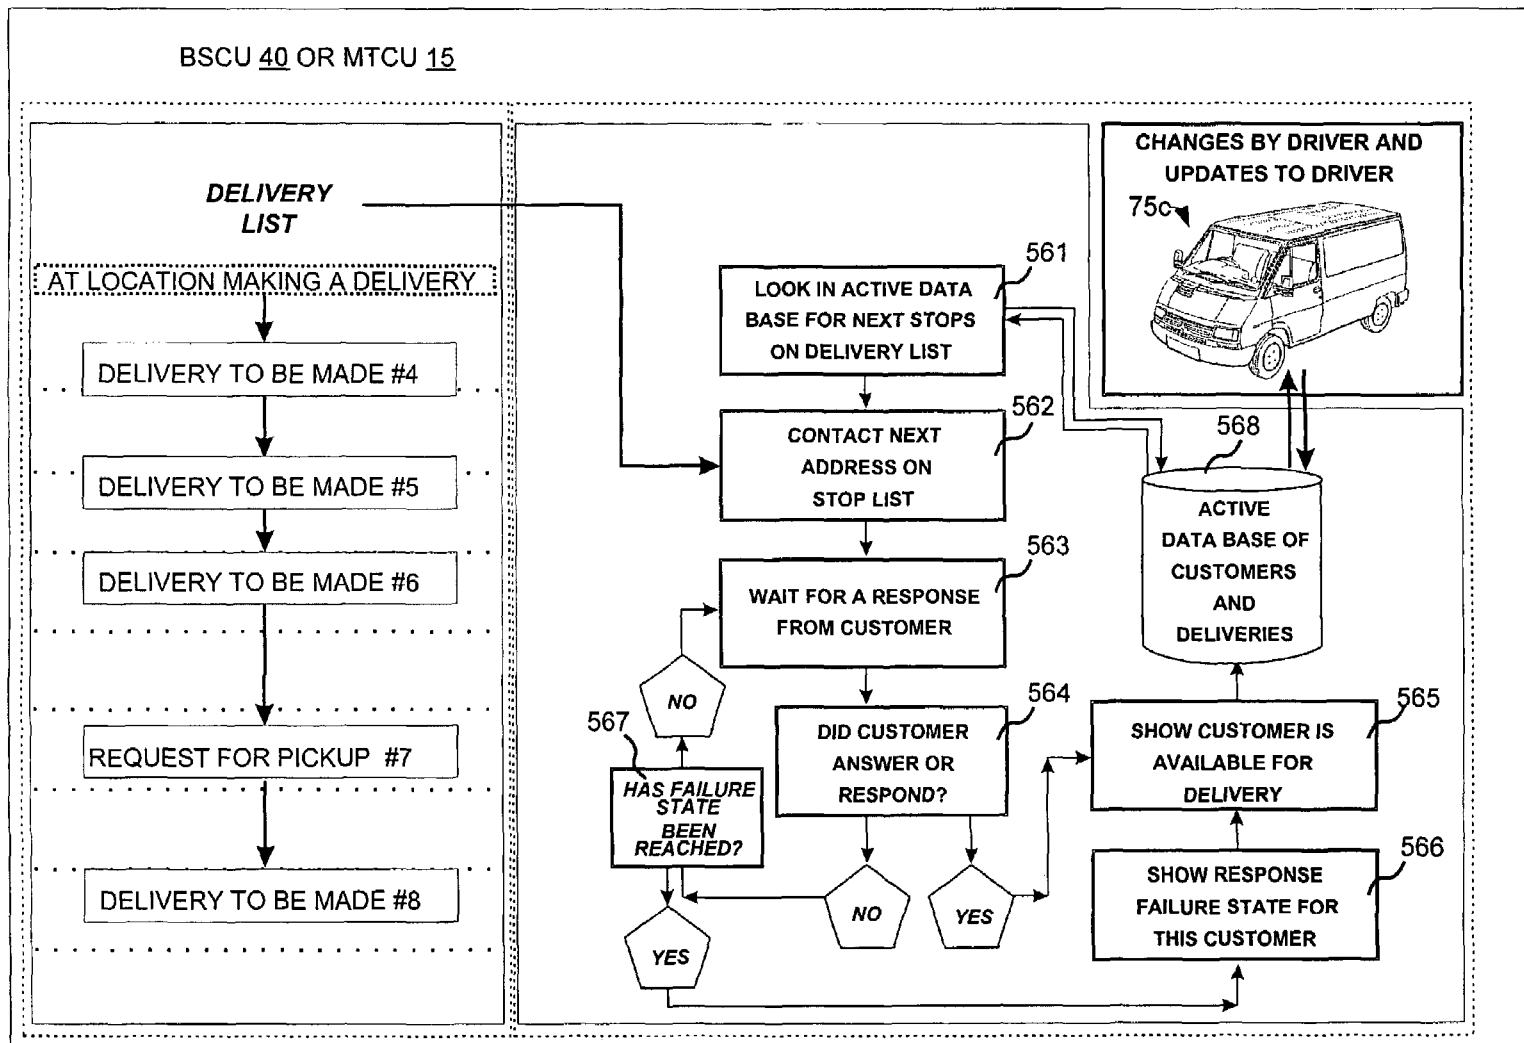 BSCU 40 OR MTCU 15
DELIVERY
LIST
AT LOCATION MAKING A DELIVERY
DELIVERY TO BE MADE #4
DELIVERY TO BE MADE #5
DELIVERY TO BE MADE #6
REQUEST FOR PICKUP #7
DELIVERY TO BE MADE #8
561
LOOK IN ACTIVE DATA
BASE FOR NEXT STOPS
ON DELIVERY LIST
562
CONTACT NEXT
ADDRESS ON
STOP LIST
563
WAIT FOR A RESPONSE
FROM CUSTOMER
NO
564
DID CUSTOMER
ANSWER OR
RESPOND?
567
HAS FAILURE
STATE
BEEN
REACHED?
NO
YES
YES
CHANGES BY DRIVER AND
UPDATES TO DRIVER
75c
568
ACTIVE
DATA BASE OF
CUSTOMERS
AND
DELIVERIES
565
SHOW CUSTOMER IS
AVAILABLE FOR
DELIVERY
566
SHOW RESPONSE
FAILURE STATE FOR
THIS CUSTOMER